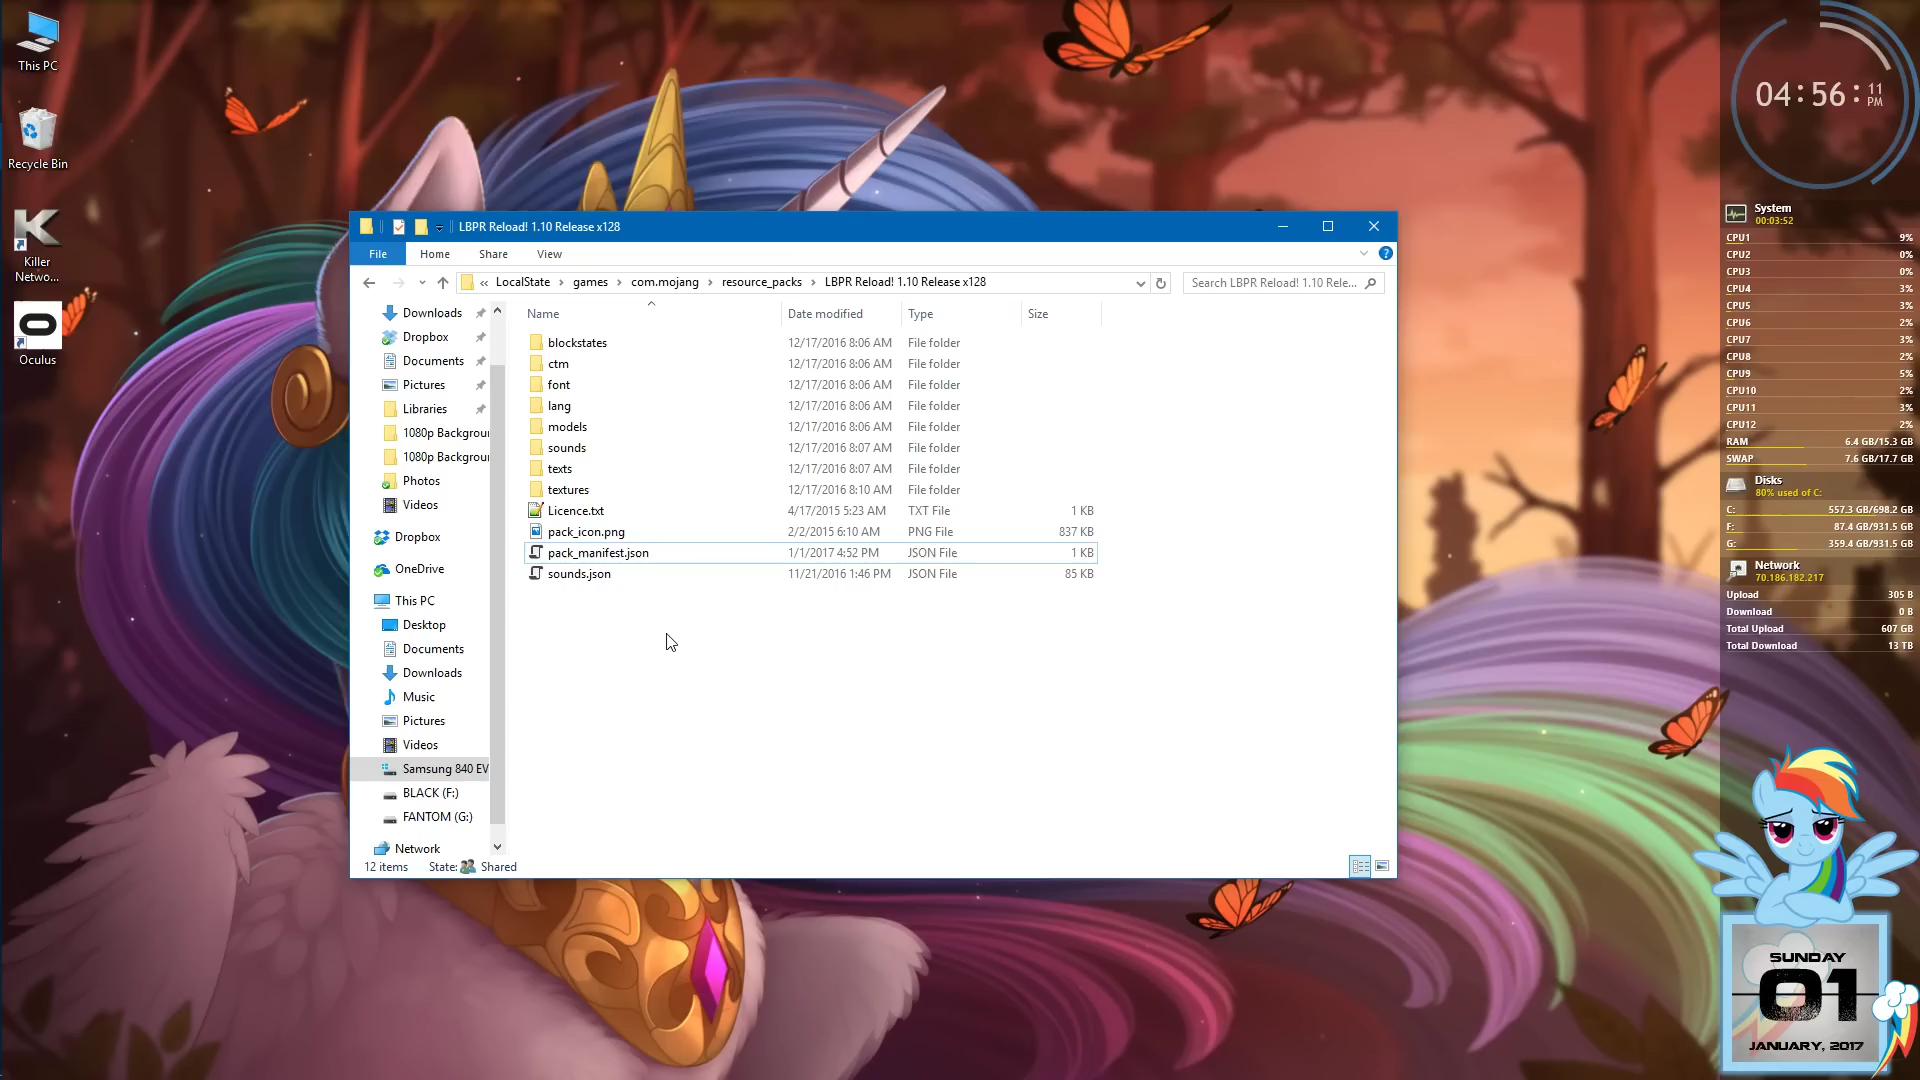 This PC
Recycle Bin
Killer
Netwo...
Oculus
LBPR Reload! 1.10 Release x128
File
Home
Share
View
« LocalState > games > com.mojang > resource_packs > LBPR Reload! 1.10 Release x128
Search LBPR Reload! 1.10 Rele...
Downloads
Dropbox
Documents
Pictures
Libraries
1080p Backgrou
1080p Backgrou
Photos
Videos
Dropbox
OneDrive
This PC
Desktop
Documents
Downloads
Music
Pictures
Videos
Samsung 840 EV
BLACK (F:)
FANTOM (G:)
Network
Name Date modified Type Size
blockstates 12/17/2016 8:06 AM File folder
ctm 12/17/2016 8:06 AM File folder
font 12/17/2016 8:06 AM File folder
lang 12/17/2016 8:06 AM File folder
models 12/17/2016 8:06 AM File folder
sounds 12/17/2016 8:07 AM File folder
texts 12/17/2016 8:07 AM File folder
textures 12/17/2016 8:10 AM File folder
Licence.txt 4/17/2015 5:23 AM TXT File 1 KB
pack_icon.png 2/2/2015 6:10 AM PNG File 837 KB
pack_manifest.json 1/1/2017 4:52 PM JSON File 1 KB
sounds.json 11/21/2016 1:46 PM JSON File 85 KB
12 items State: Shared
04:56:11 PM
System
00:03:52
CPU1 9%
CPU2 0%
CPU3 0%
CPU4 3%
CPU5 3%
CPU6 2%
CPU7 3%
CPU8 2%
CPU9 5%
CPU10 2%
CPU11 3%
CPU12 2%
RAM 6.4 GB/15.3 GB
SWAP 7.6 GB/17.7 GB
Disks
80% used of C:
C: 557.3 GB/698.2 GB
F: 87.4 GB/931.5 GB
G: 359.4 GB/931.5 GB
Network
70.186.182.217
Upload 305 B
Download 0 B
Total Upload 607 GB
Total Download 13 TB
SUNDAY
01
JANUARY, 2017